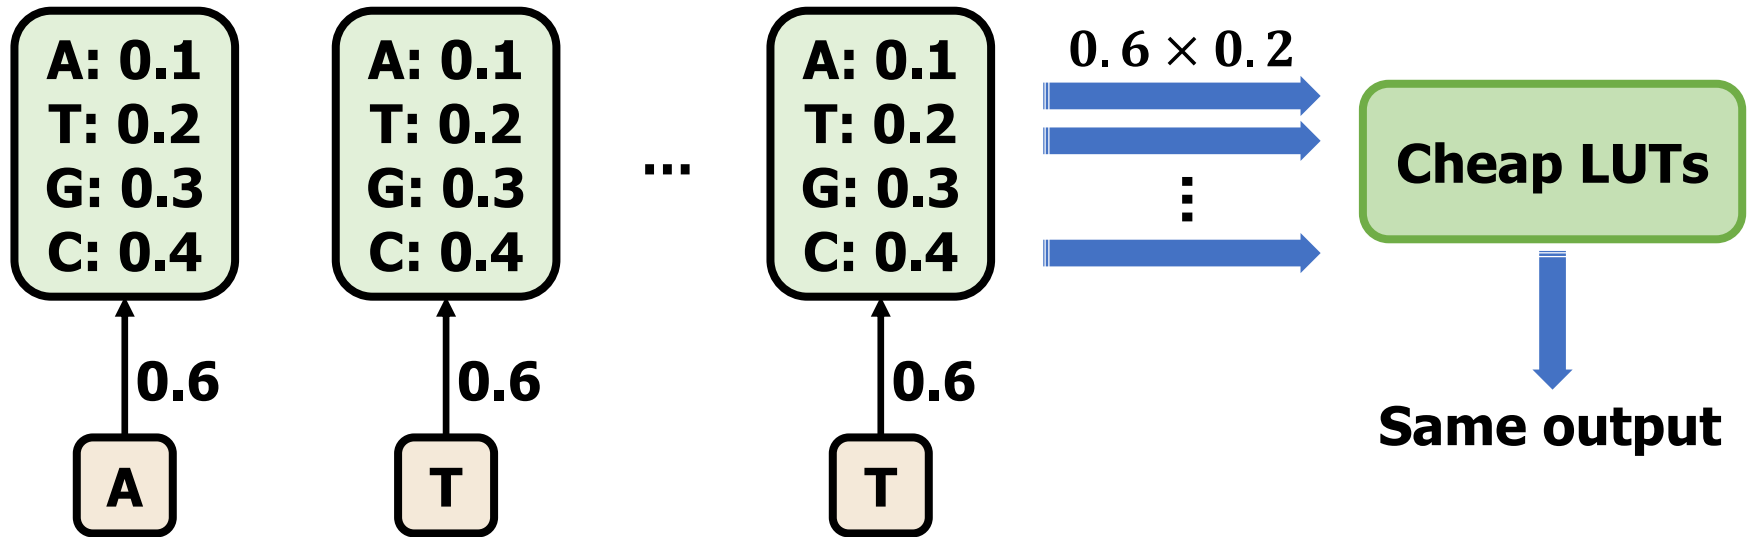 A: 0.1
T: 0.2
G: 0.3
C: 0.4
0.6
A
A: 0.1
T: 0.2
G: 0.3
C: 0.4
0.6
T
...
A: 0.1
T: 0.2
G: 0.3
C: 0.4
0.6
T
0.6 × 0.2
⋮
Cheap LUTs
Same output